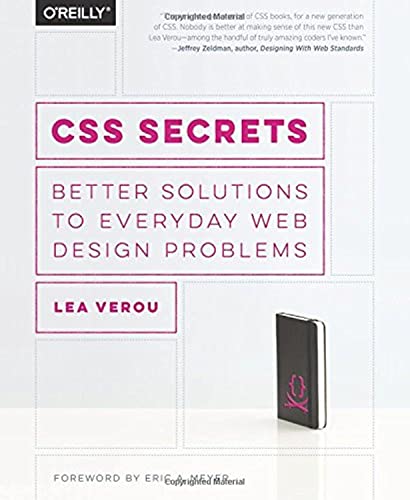 O'REILLY®
Copyrighted Material
of CSS books, for a new generation
of CSS. Nobody is better at making sense of this new CSS than
Lea Verou—among the handful of truly amazing coders I've known."
—Jeffrey Zeldman, author, Designing With Web Standards
CSS SECRETS
BETTER SOLUTIONS
TO EVERYDAY WEB
DESIGN PROBLEMS
LEA VEROU
FOREWORD BY ERIC A. MEYER
Copyrighted Material